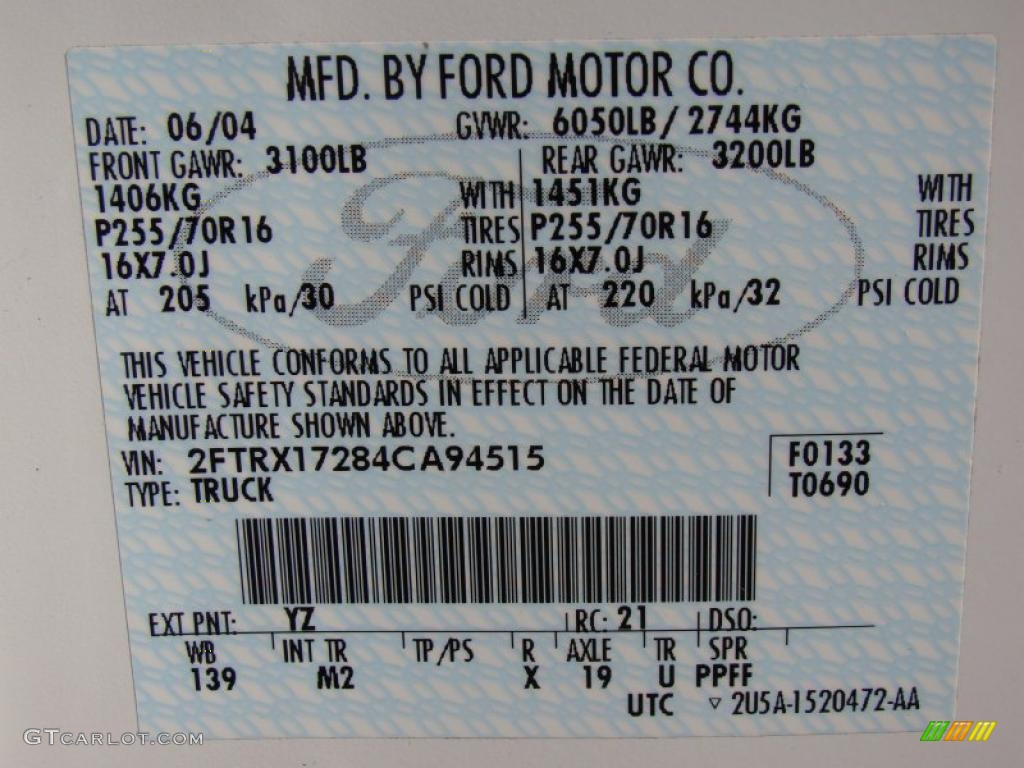 MFD. BY FORD MOTOR CO.
DATE: 06/04 GVWR: 6050LB/ 2744KG
FRONT GAWR: 3100LB REAR GAWR: 3200LB
1406KG WITH 1451KG WITH
P255/70R16 TIRES P255/70R16 TIRES
16X7.0J RIMS 16X7.0J RIMS
AT 205 kPa/30 PSI COLD AT 220 kPa/32 PSI COLD
Ford
THIS VEHICLE CONFORMS TO ALL APPLICABLE FEDERAL MOTOR
VEHICLE SAFETY STANDARDS IN EFFECT ON THE DATE OF
MANUFACTURE SHOWN ABOVE.
VIN: 2FTRX17284CA94515 F0133
TYPE: TRUCK T0690
EXT PNT: YZ RC: 21 DSO:
WB INT TR TP/PS R AXLE TR SPR
139 M2 X 19 U PPFF
UTC ▽ 2U5A-1520472-AA
GTCARLOT.COM